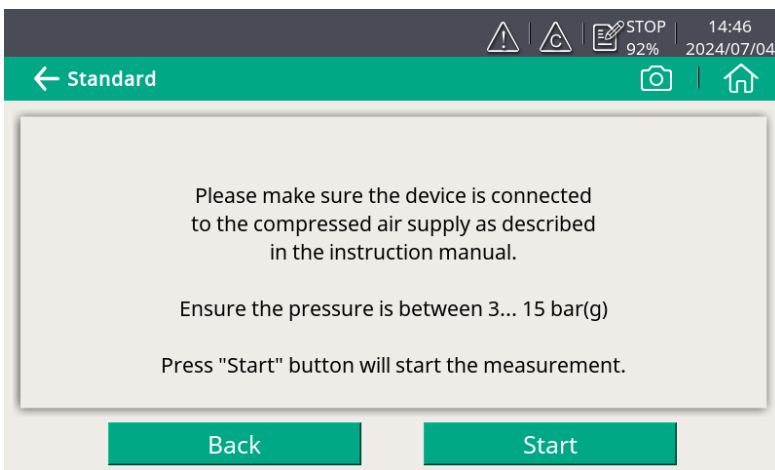 STOP 14:46
92% 2024/07/04
Standard
Please make sure the device is connected
to the compressed air supply as described
in the instruction manual.
Ensure the pressure is between 3... 15 bar(g)
Press "Start" button will start the measurement.
Back Start